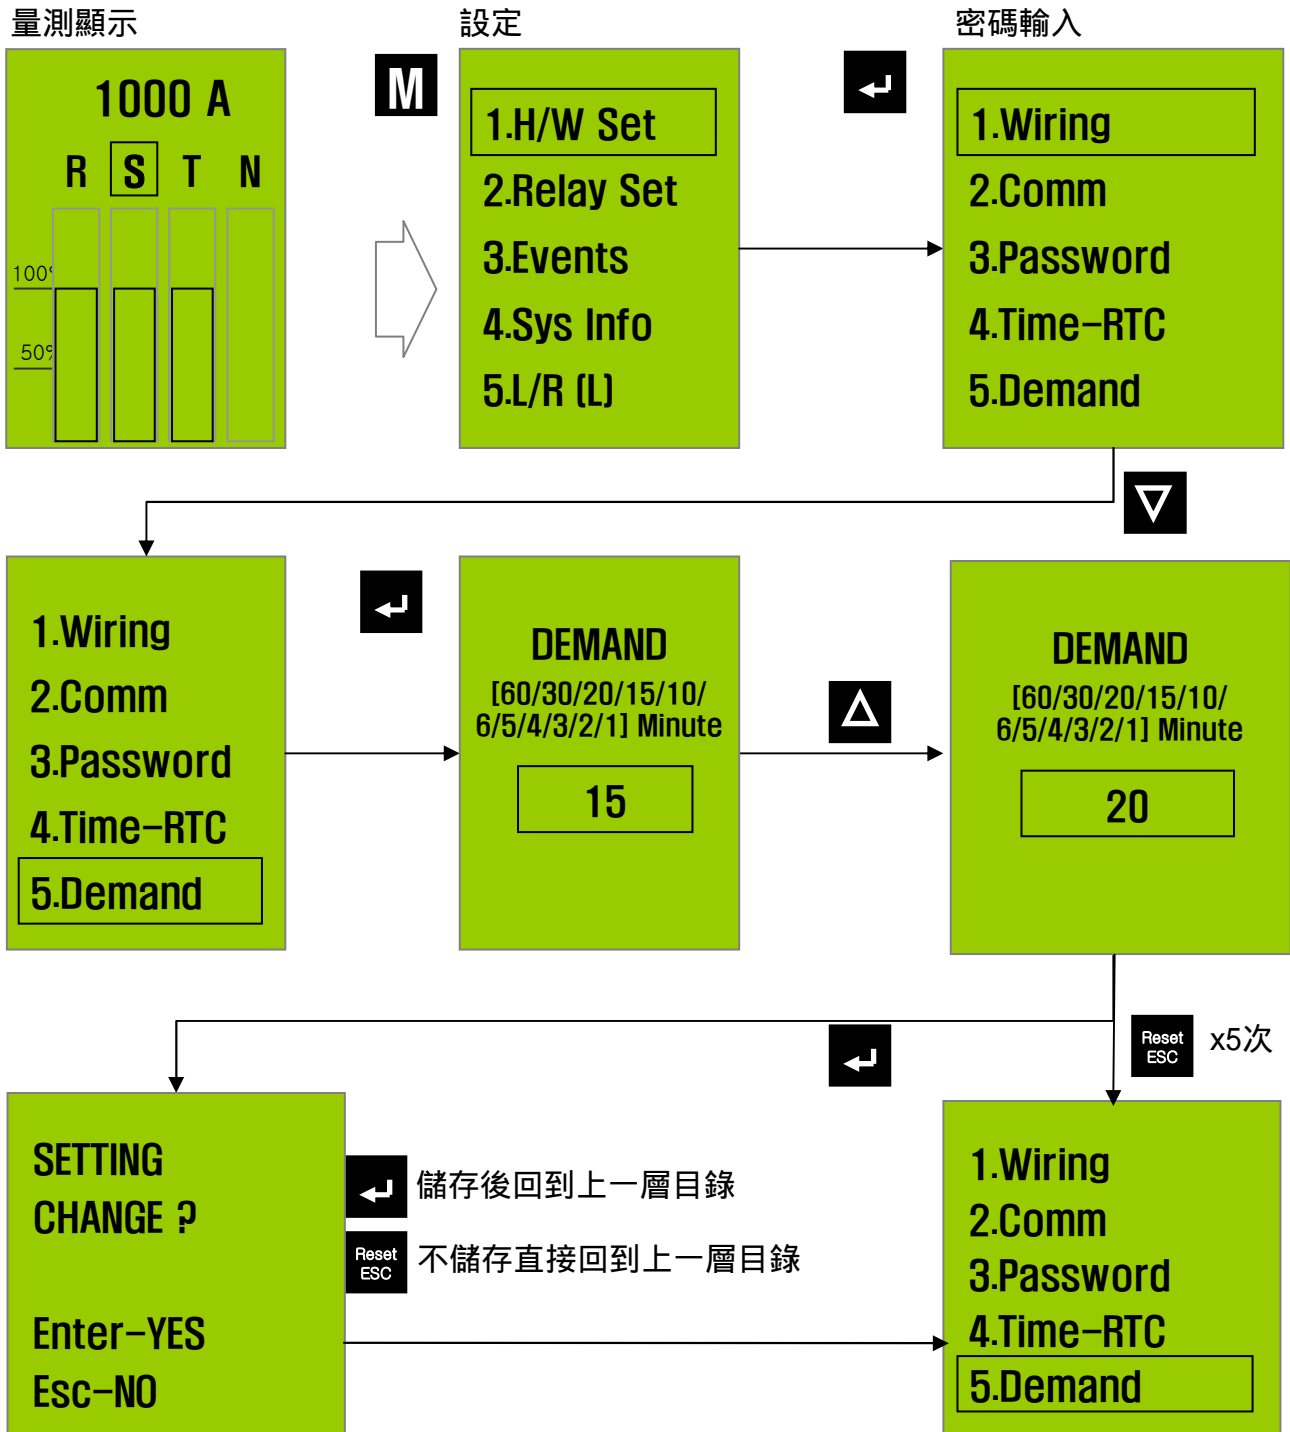 量測顯示
設定
密碼輸入
1000 A
R S T N
100%
50%
M
1.H/W Set
2.Relay Set
3.Events
4.Sys Info
5.L/R (L)
1.Wiring
2.Comm
3.Password
4.Time-RTC
5.Demand
1.Wiring
2.Comm
3.Password
4.Time-RTC
5.Demand
DEMAND
[60/30/20/15/10/
6/5/4/3/2/1] Minute
15
DEMAND
[60/30/20/15/10/
6/5/4/3/2/1] Minute
20
Reset
ESC
x5次
SETTING
CHANGE ?
Enter-YES
Esc-NO
儲存後回到上一層目錄
Reset
ESC
不儲存直接回到上一層目錄
1.Wiring
2.Comm
3.Password
4.Time-RTC
5.Demand